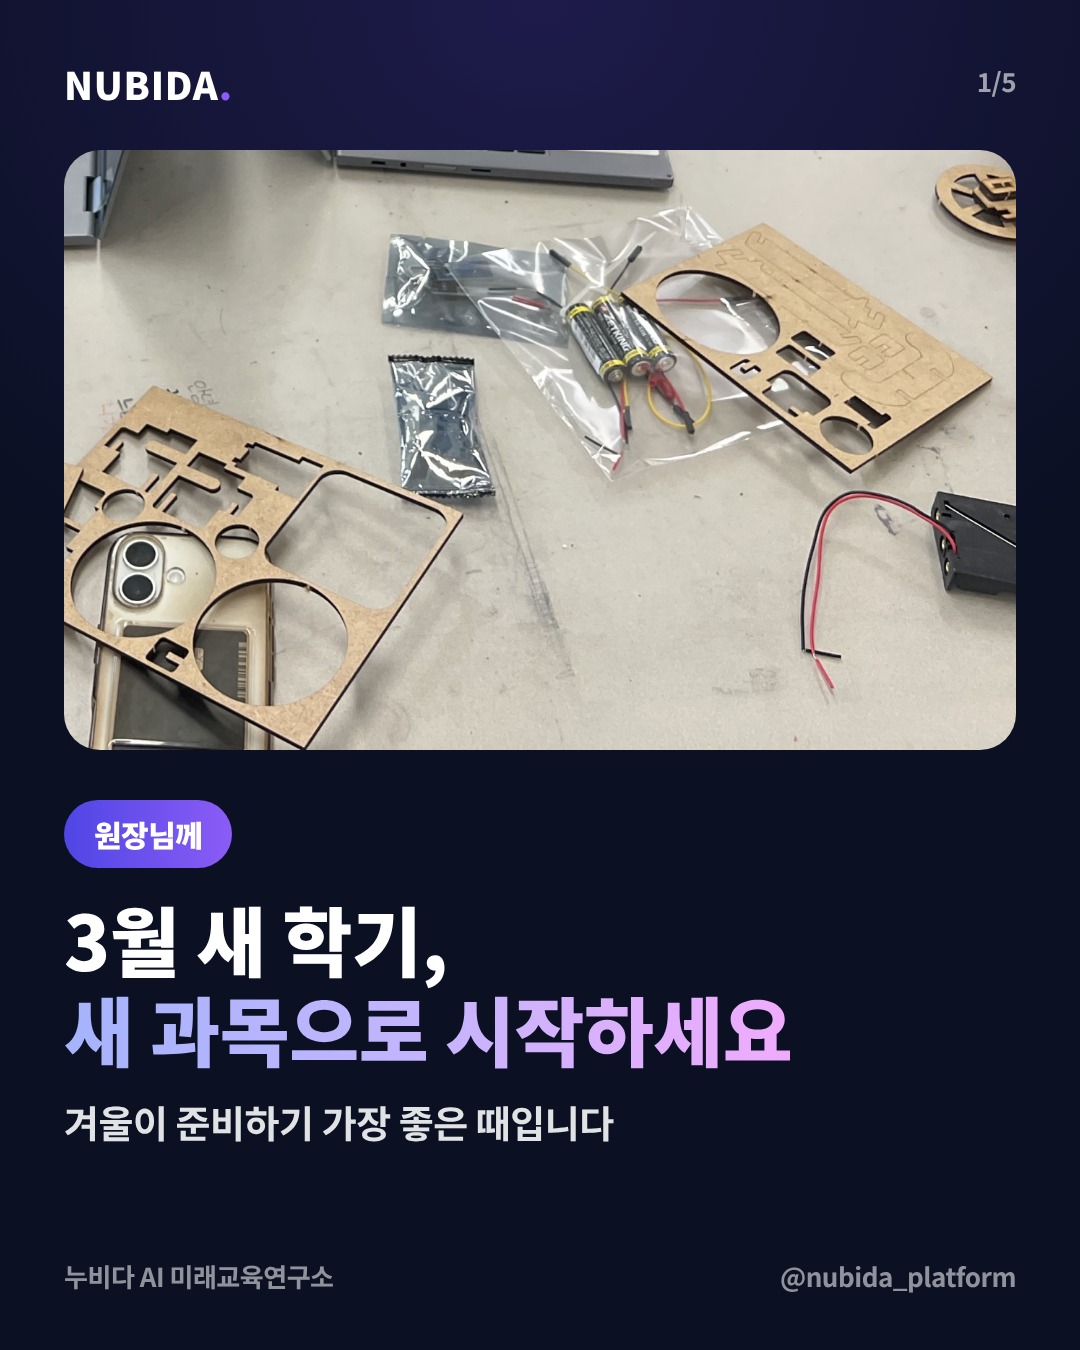 NUBIDA.
1/5
ZETKING
원장님께
3월 새 학기,
새 과목으로 시작하세요
겨울이 준비하기 가장 좋은 때입니다
누비다 AI 미래교육연구소
@nubida_platform